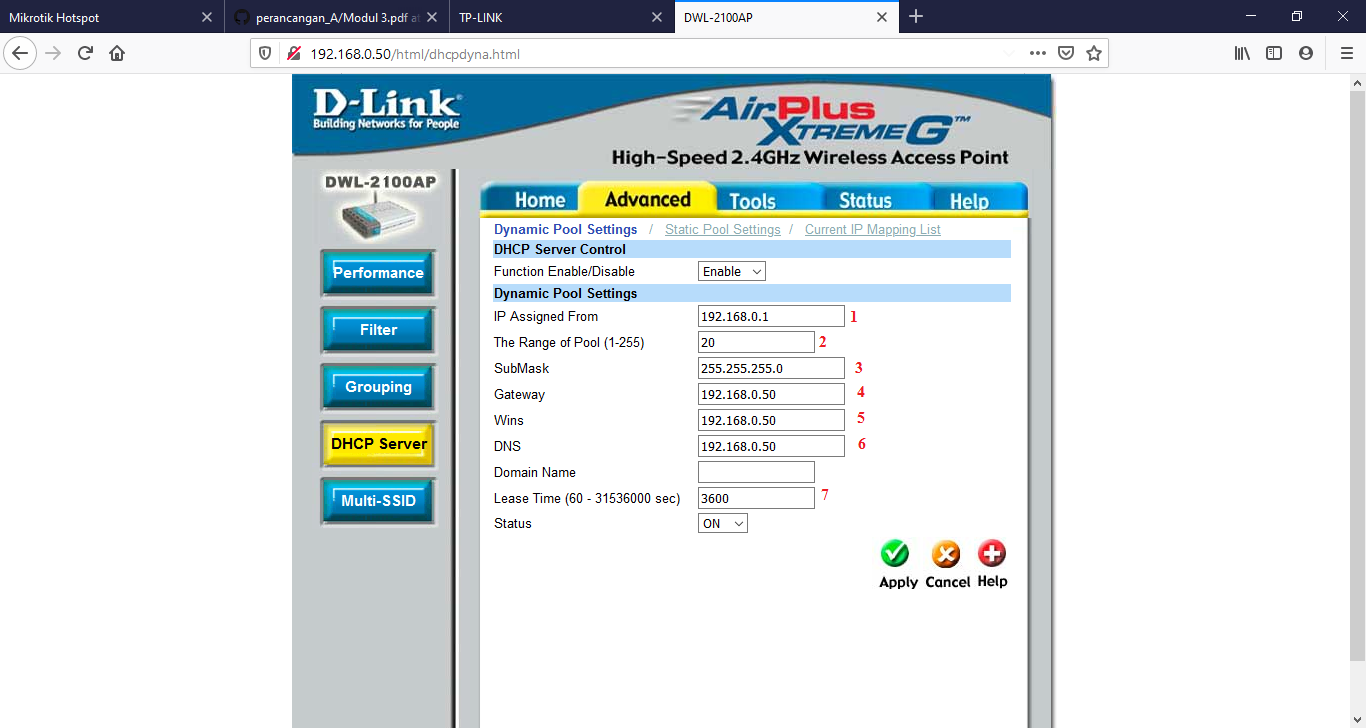 Mikrotik Hotspot
perancangan_A/Modul 3.pdf a
TP-LINK
DWL-2100AP
192.168.0.50/html/dhcpdyna.html
D-Link
Building Networks for People
AirPlus
XTREME G™
High-Speed 2.4GHz Wireless Access Point
DWL-2100AP
Home Advanced Tools Status Help
Performance
Filter
Grouping
DHCP Server
Multi-SSID
Dynamic Pool Settings / Static Pool Settings / Current IP Mapping List
DHCP Server Control
Function Enable/Disable Enable
Dynamic Pool Settings
IP Assigned From 192.168.0.1 1
The Range of Pool (1-255) 20 2
SubMask 255.255.255.0 3
Gateway 192.168.0.50 4
Wins 192.168.0.50 5
DNS 192.168.0.50 6
Domain Name
Lease Time (60 - 31536000 sec) 3600 7
Status ON
Apply Cancel Help